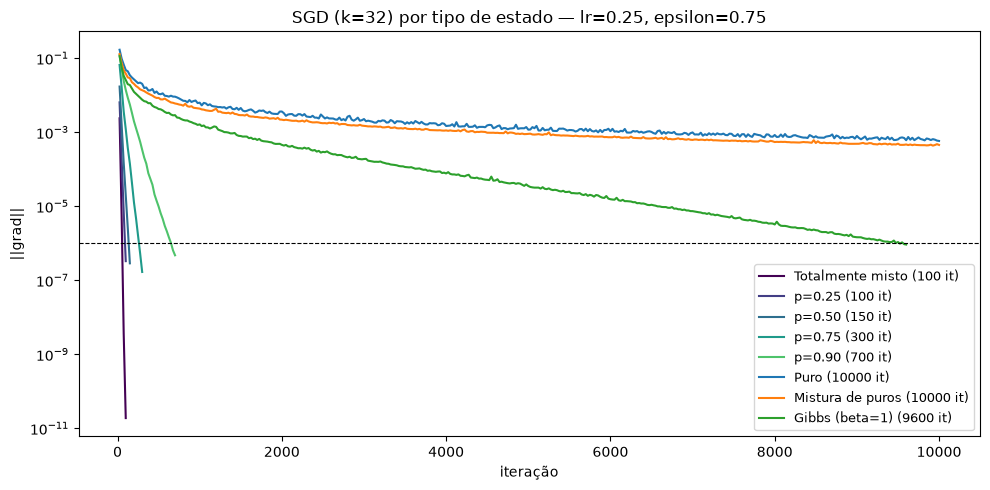 SGD (k=32) por tipo de estado — lr=0.25, epsilon=0.75
||grad||
10⁻¹
10⁻³
10⁻⁵
10⁻⁷
10⁻⁹
10⁻¹¹
Totalmente misto (100 it)
p=0.25 (100 it)
p=0.50 (150 it)
p=0.75 (300 it)
p=0.90 (700 it)
Puro (10000 it)
Mistura de puros (10000 it)
Gibbs (beta=1) (9600 it)
0 2000 4000 6000 8000 10000
iteração